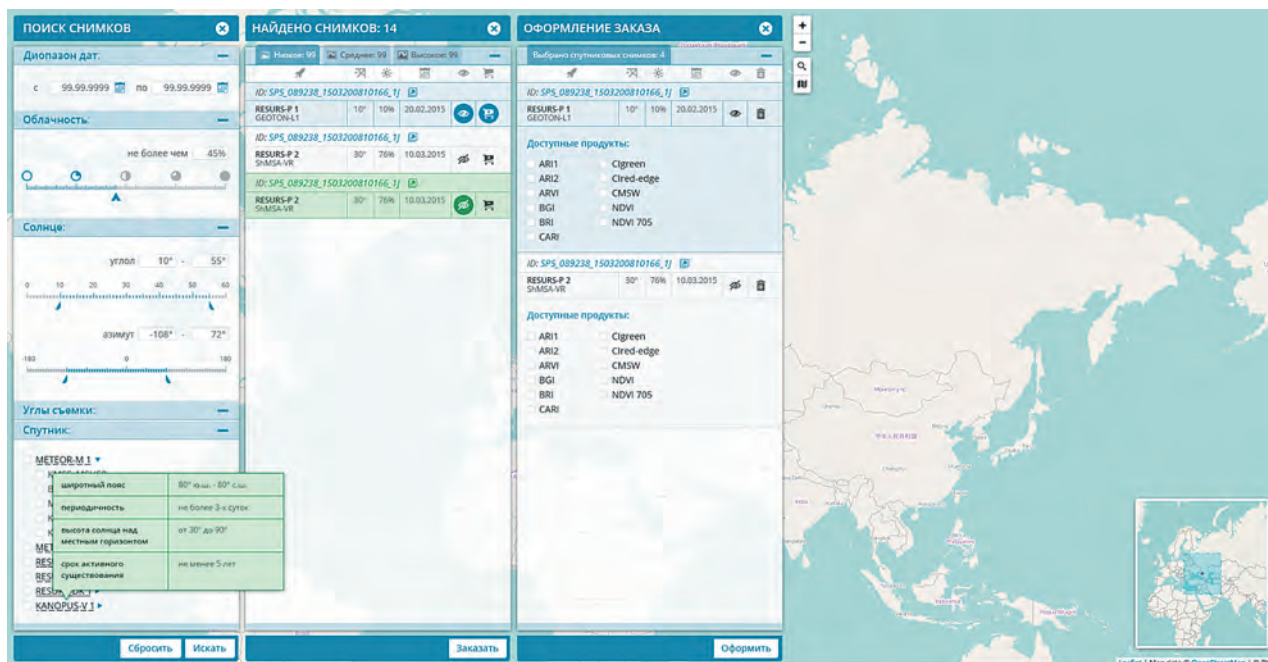 ПОИСК СНИМКОВ
Диапазон дат:
с 99.99.9999 по 99.99.9999
Облачность:
не более чем 45%
Солнце:
углол 10° - 55°
0 10 20 30 40 50 60
азимут -108° - 72°
-180 0 180
Углы съемки:
Спутник:
METEOR-M 1
широтный пояс 80° ю.ш. - 80° с.ш.
периодичность не более 3-х суток
высота солнца над местным горизонтом от 30° до 90°
срок активного существования не менее 5 лет
KANOPUS-V 1
Сбросить Искать
НАЙДЕНО СНИМКОВ: 14
Низкое: 99 Среднее: 99 Высокое: 99
ID: SPS_089238_1503200810166_1J
RESURS-P 1 10° 10% 20.02.2015
GEOTON-L1
ID: SPS_089238_1503200810166_1J
RESURS-P 2 30° 76% 10.03.2015
ShMSA-VR
ID: SPS_089238_1503200810166_1J
RESURS-P 2 30° 76% 10.03.2015
ShMSA-VR
Заказать
ОФОРМЛЕНИЕ ЗАКАЗА
Выбрано спутниковых снимков: 4
ID: SPS_089238_1503200810166_1J
RESURS-P 1 10° 10% 20.02.2015
GEOTON-L1
Доступные продукты:
ARI1 CIgreen
ARI2 CIred-edge
ARVI CMSW
BGI NDVI
BRI NDVI 705
CARI
ID: SPS_089238_1503200810166_1J
RESURS-P 2 30° 76% 10.03.2015
ShMSA-VR
Доступные продукты:
ARI1 CIgreen
ARI2 CIred-edge
ARVI CMSW
BGI NDVI
BRI NDVI 705
CARI
Оформить
+
−
中华人民共和国